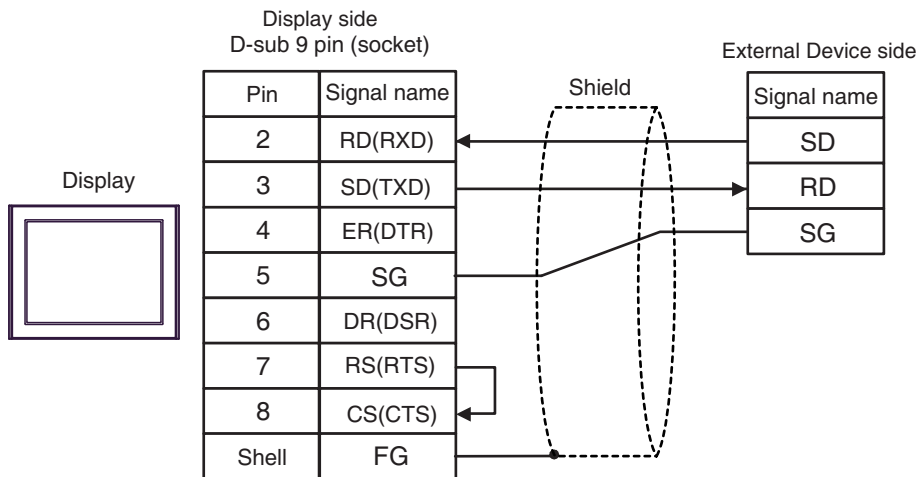 Display side
D-sub 9 pin (socket)
External Device side
Pin
Signal name
Shield
Signal name
2
RD(RXD)
SD
Display
3
SD(TXD)
RD
4
ER(DTR)
SG
5
SG
6
DR(DSR)
7
RS(RTS)
8
CS(CTS)
Shell
FG